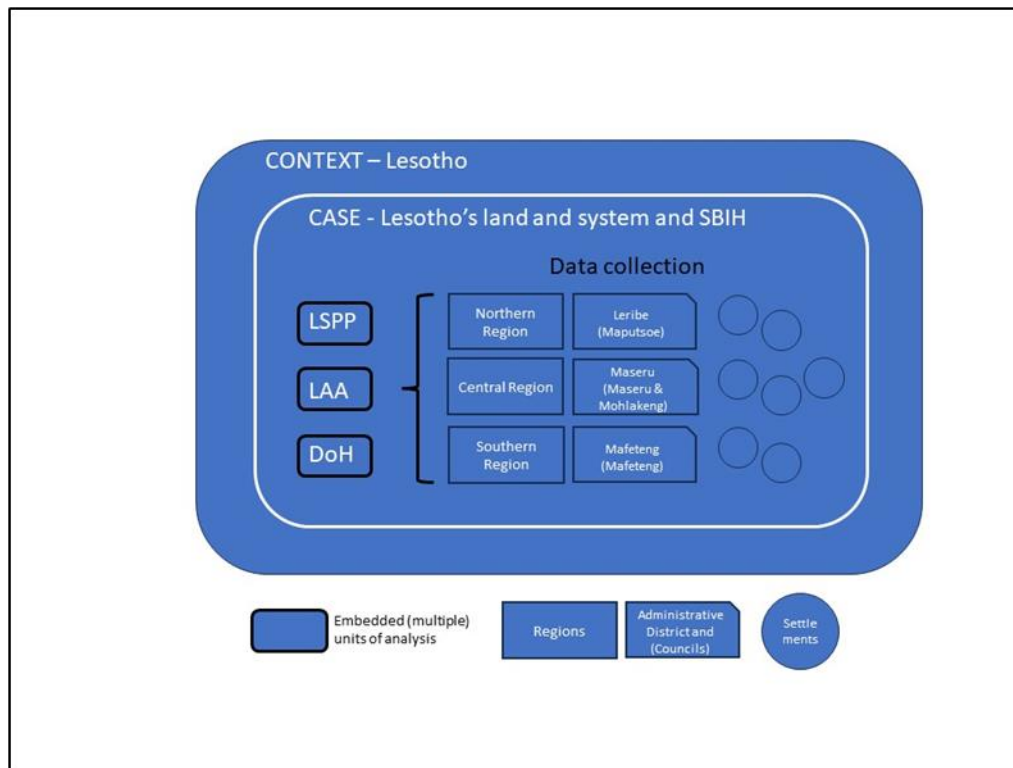 CONTEXT – Lesotho
CASE - Lesotho's land and system and SBIH
Data collection
LSPP
Northern
Region
Leribe
(Maputsoe)
LAA
Central Region
Maseru
(Maseru &
Mohlakeng)
DoH
Southern
Region
Mafeteng
(Mafeteng)
Embedded (multiple)
units of analysis
Regions
Administrative
District and
(Councils)
Settle
ments